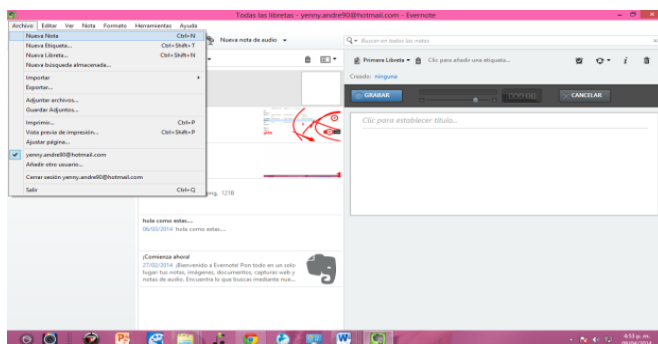 Todas las libretas - yenny.andre90@hotmail.com - Evernote
Archivo Editar Ver Nota Formato Herramientas Ayuda
Nueva Nota Ctrl+N
Nueva Etiqueta... Ctrl+Shift+T
Nueva Libreta... Ctrl+Shift+N
Nueva búsqueda almacenada...
Importar
Exportar...
Adjuntar archivos...
Guardar Adjuntos...
Imprimir... Ctrl+P
Vista previa de impresión... Ctrl+Shift+P
Ajustar página...
yenny.andre90@hotmail.com
Añadir otro usuario...
Cerrar sesión yenny.andre90@hotmail.com
Salir Ctrl+Q
Nueva nota de audio
Buscar en todas las notas
Primera Libreta
Clic para añadir una etiqueta...
Creado: ninguna
GRABAR
000:00
CANCELAR
Clic para establecer título...
png, 121B
hola como estas...
06/03/2014 hola como estas...
¡Comienza ahora!
27/02/2014 ¡Bienvenido a Evernote! Pon todo en un solo
lugar tus notas, imágenes, documentos, capturas web y
notas de audio. Encuentra lo que buscas mediante nue...
4:53 p. m.